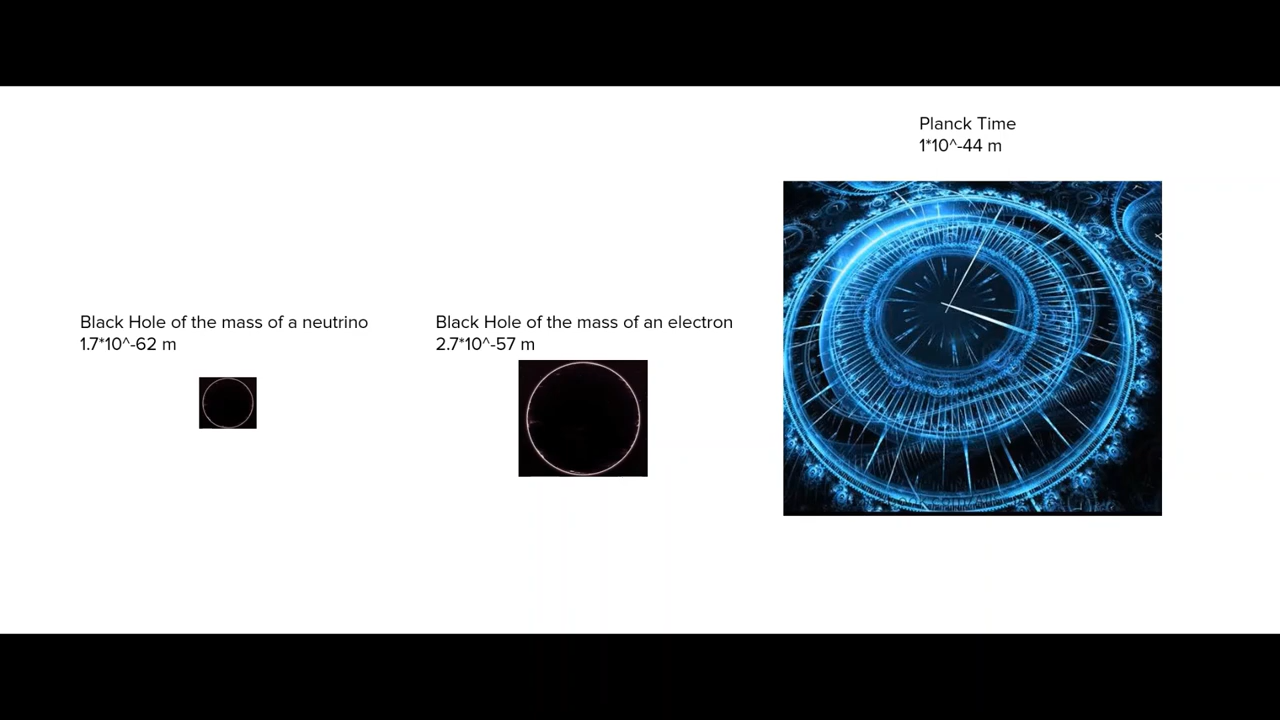 Planck Time
1*10^-44 m
Black Hole of the mass of a neutrino
1.7*10^-62 m
Black Hole of the mass of an electron
2.7*10^-57 m